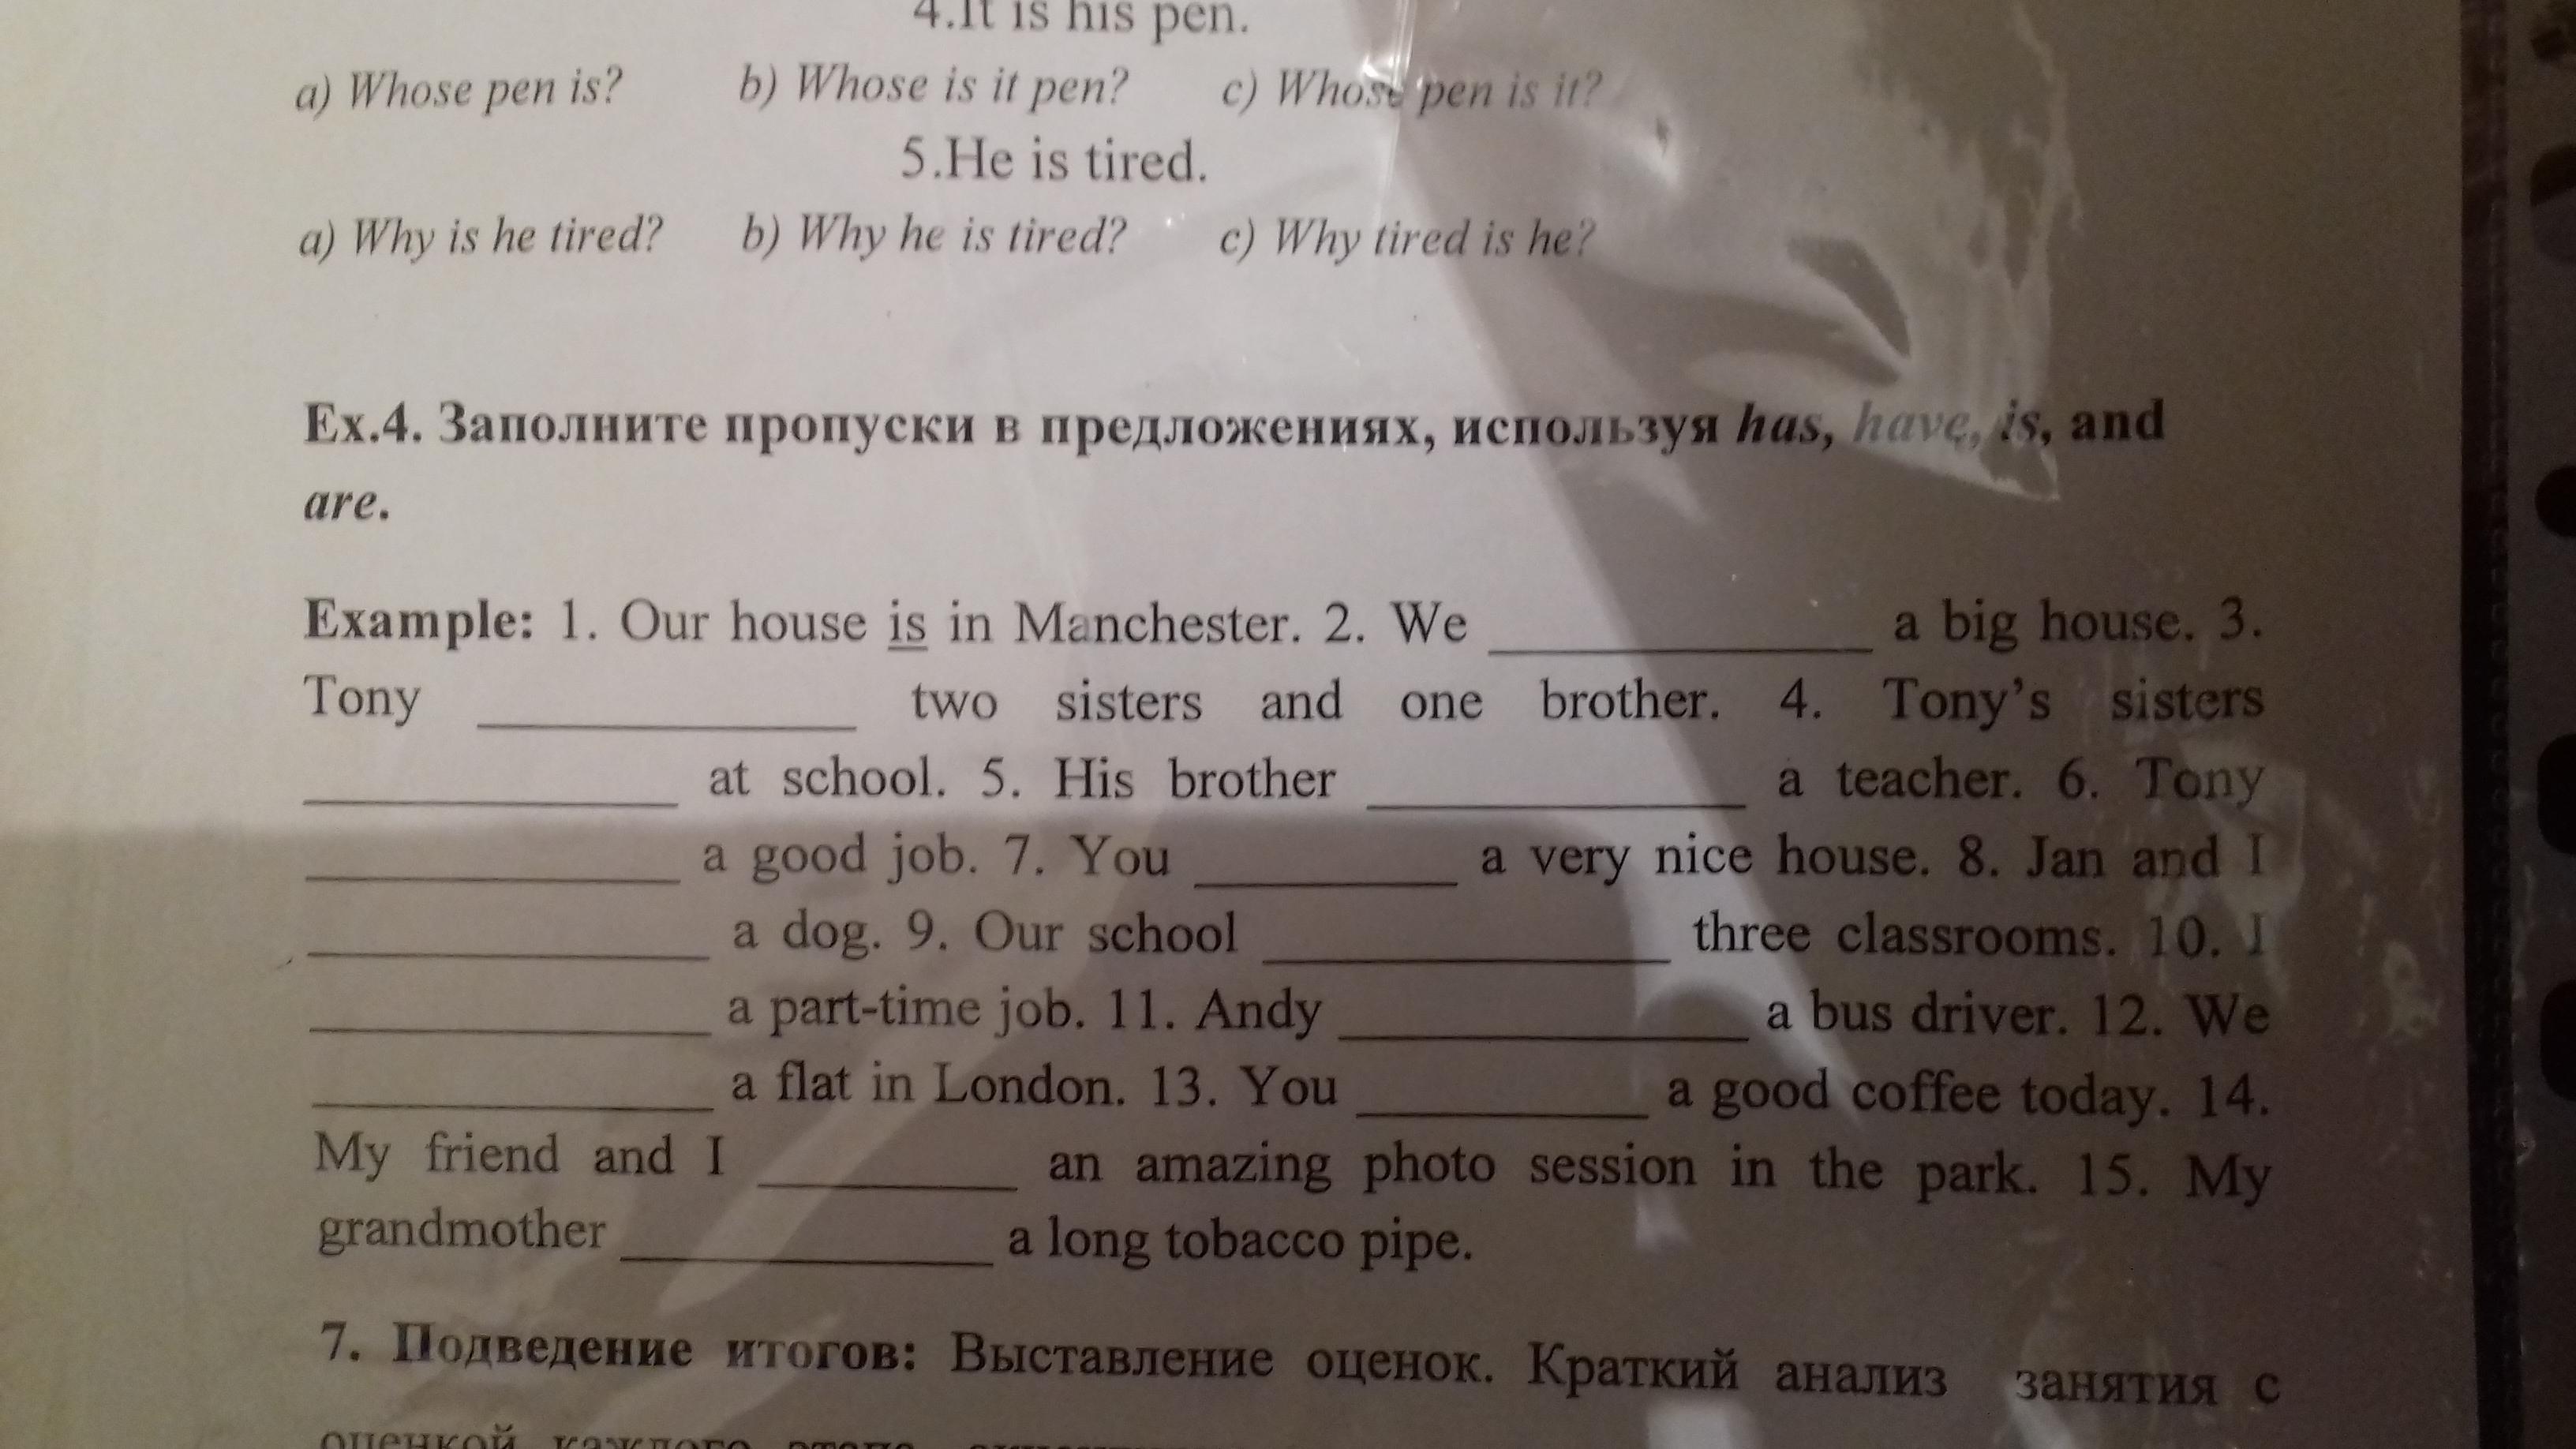 4.It is his pen.
a) Whose pen is? b) Whose is it pen? c) Whose pen is it?
5.He is tired.
a) Why is he tired? b) Why he is tired? c) Why tired is he?
Ex.4. Заполните пропуски в предложениях, используя has, have, is, and
are.
Example: 1. Our house is in Manchester. 2. We ____________ a big house. 3.
Tony ____________ two sisters and one brother. 4. Tony’s sisters
____________ at school. 5. His brother ____________ a teacher. 6. Tony
____________ a good job. 7. You ________ a very nice house. 8. Jan and I
____________ a dog. 9. Our school ____________ three classrooms. 10. I
____________ a part-time job. 11. Andy ____________ a bus driver. 12. We
____________ a flat in London. 13. You _________ a good coffee today. 14.
My friend and I ________ an amazing photo session in the park. 15. My
grandmother ____________ a long tobacco pipe.
7. Подведение итогов: Выставление оценок. Краткий анализ занятия с
оценкой каждого этапа,